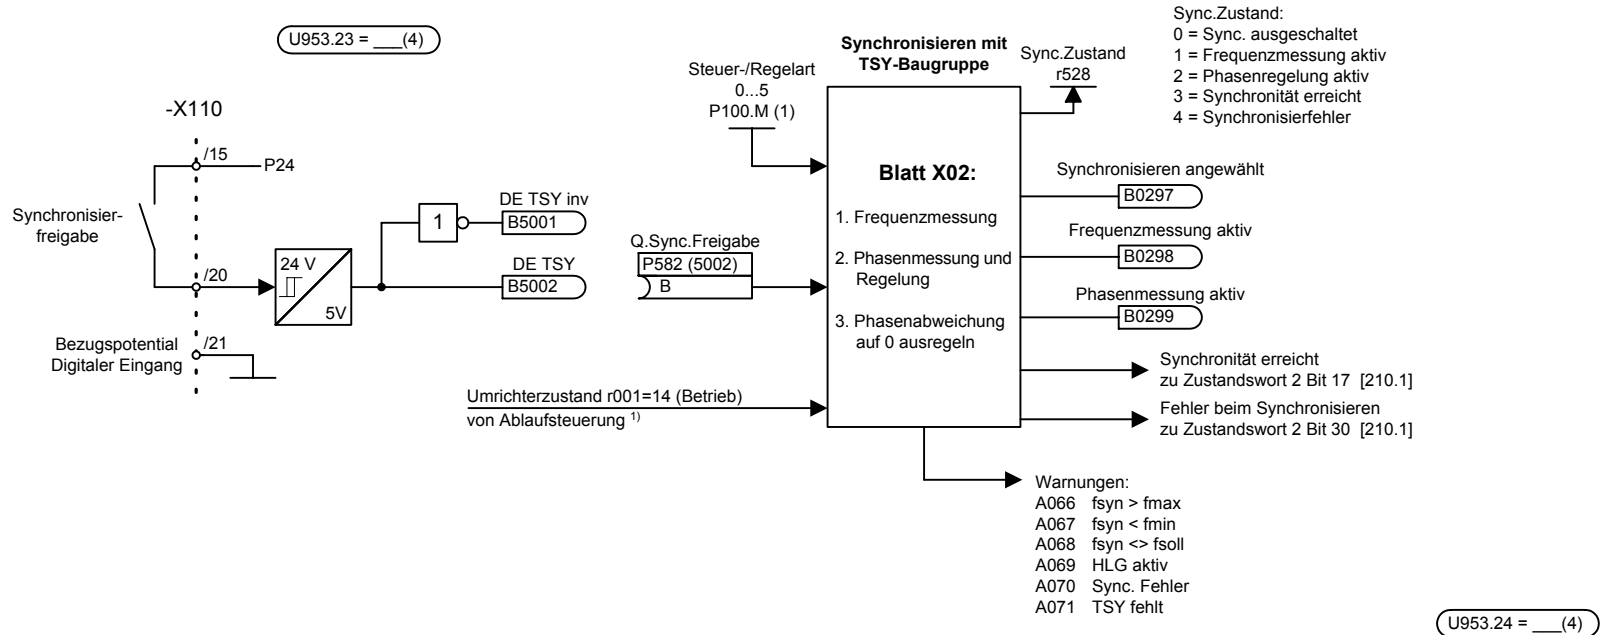 U953.23 = ___(4)
-X110
/15
P24
Synchronisier-
freigabe
/20
24 V
5V
1
DE TSY inv
B5001
DE TSY
B5002
Bezugspotential
Digitaler Eingang
/21
Steuer-/Regelart
0...5
P100.M (1)
Q.Sync.Freigabe
P582 (5002)
B
Umrichterzustand r001=14 (Betrieb)
von Ablaufsteuerung 1)
Synchronisieren mit
TSY-Baugruppe
Blatt X02:
1. Frequenzmessung
2. Phasenmessung und
Regelung
3. Phasenabweichung
auf 0 ausregeln
Sync.Zustand
r528
Sync.Zustand:
0 = Sync. ausgeschaltet
1 = Frequenzmessung aktiv
2 = Phasenregelung aktiv
3 = Synchronität erreicht
4 = Synchronisierfehler
Synchronisieren angewählt
B0297
Frequenzmessung aktiv
B0298
Phasenmessung aktiv
B0299
Synchronität erreicht
zu Zustandswort 2 Bit 17 [210.1]
Fehler beim Synchronisieren
zu Zustandswort 2 Bit 30 [210.1]
Warnungen:
A066 fsyn > fmax
A067 fsyn < fmin
A068 fsyn <> fsoll
A069 HLG aktiv
A070 Sync. Fehler
A071 TSY fehlt
U953.24 = ___(4)